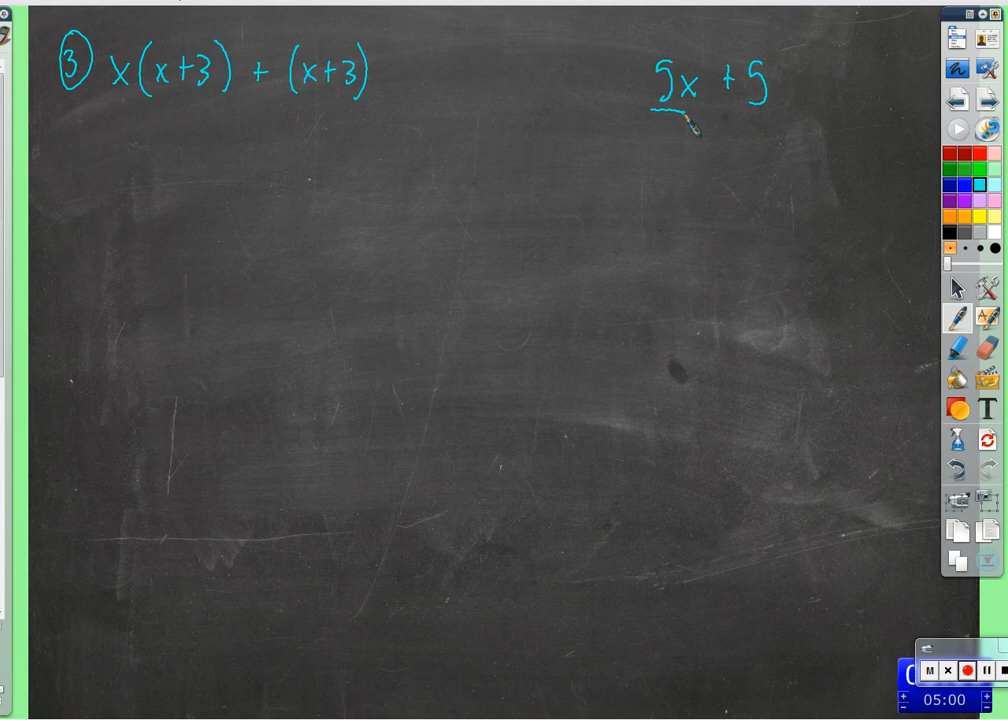 ③ x(x+3) + (x+3)
5x + 5
M
05:00